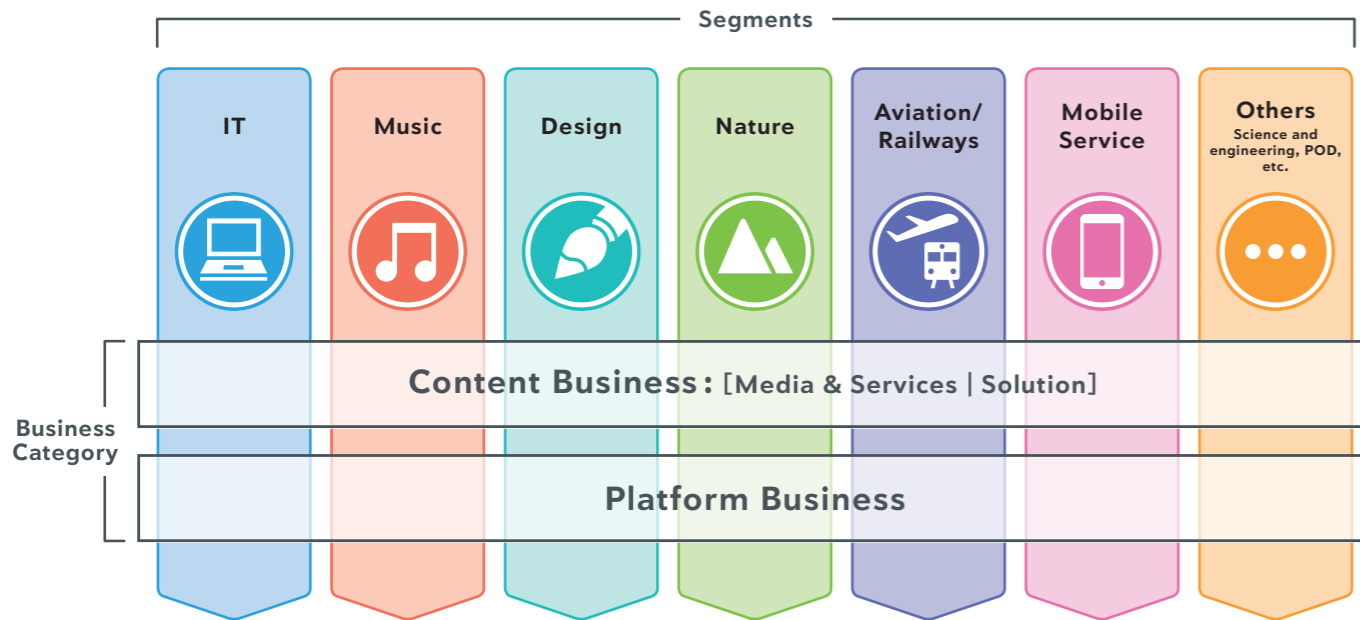 Segments
IT
Music
Design
Nature
Aviation/
Railways
Mobile
Service
Others
Science and
engineering, POD,
etc.
Business
Category
Content Business : [Media & Services | Solution]
Platform Business